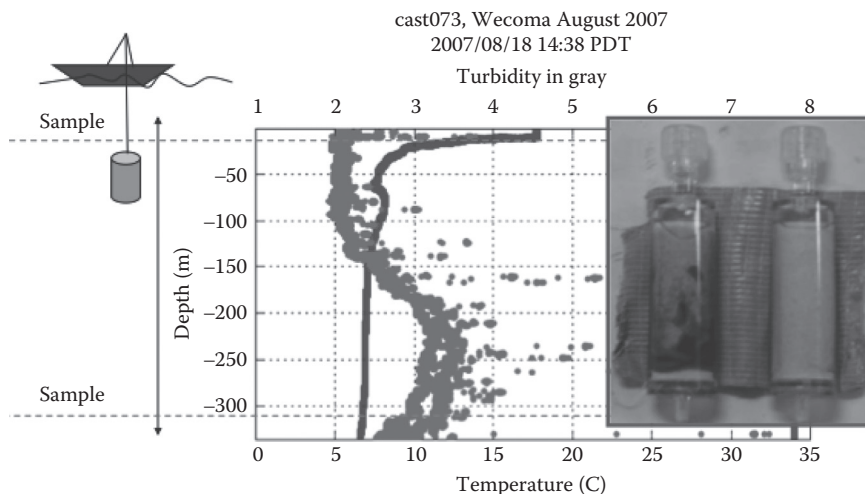 cast073, Wecoma August 2007
2007/08/18 14:38 PDT
Turbidity in gray
1 2 3 4 5 6 7 8
Sample
–50
–100
–150
–200
–250
–300
Depth (m)
Sample
0 5 10 15 20 25 30 35
Temperature (C)